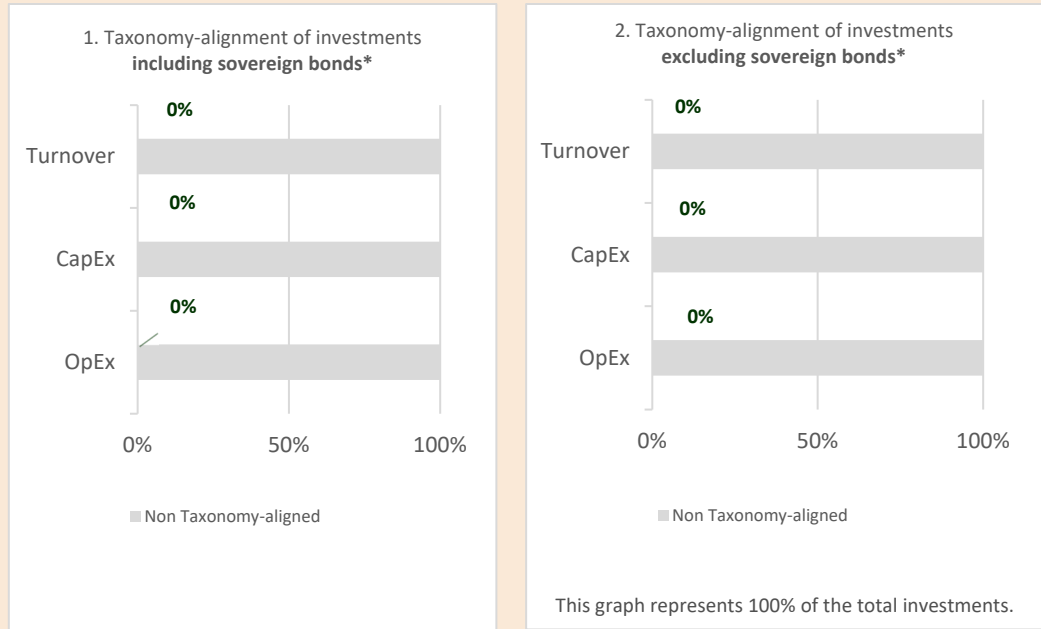 1. Taxonomy-alignment of investments
including sovereign bonds*
0%
Turnover
0%
CapEx
0%
OpEx
0% 50% 100%
Non Taxonomy-aligned
2. Taxonomy-alignment of investments
excluding sovereign bonds*
0%
Turnover
0%
CapEx
0%
OpEx
0% 50% 100%
Non Taxonomy-aligned
This graph represents 100% of the total investments.